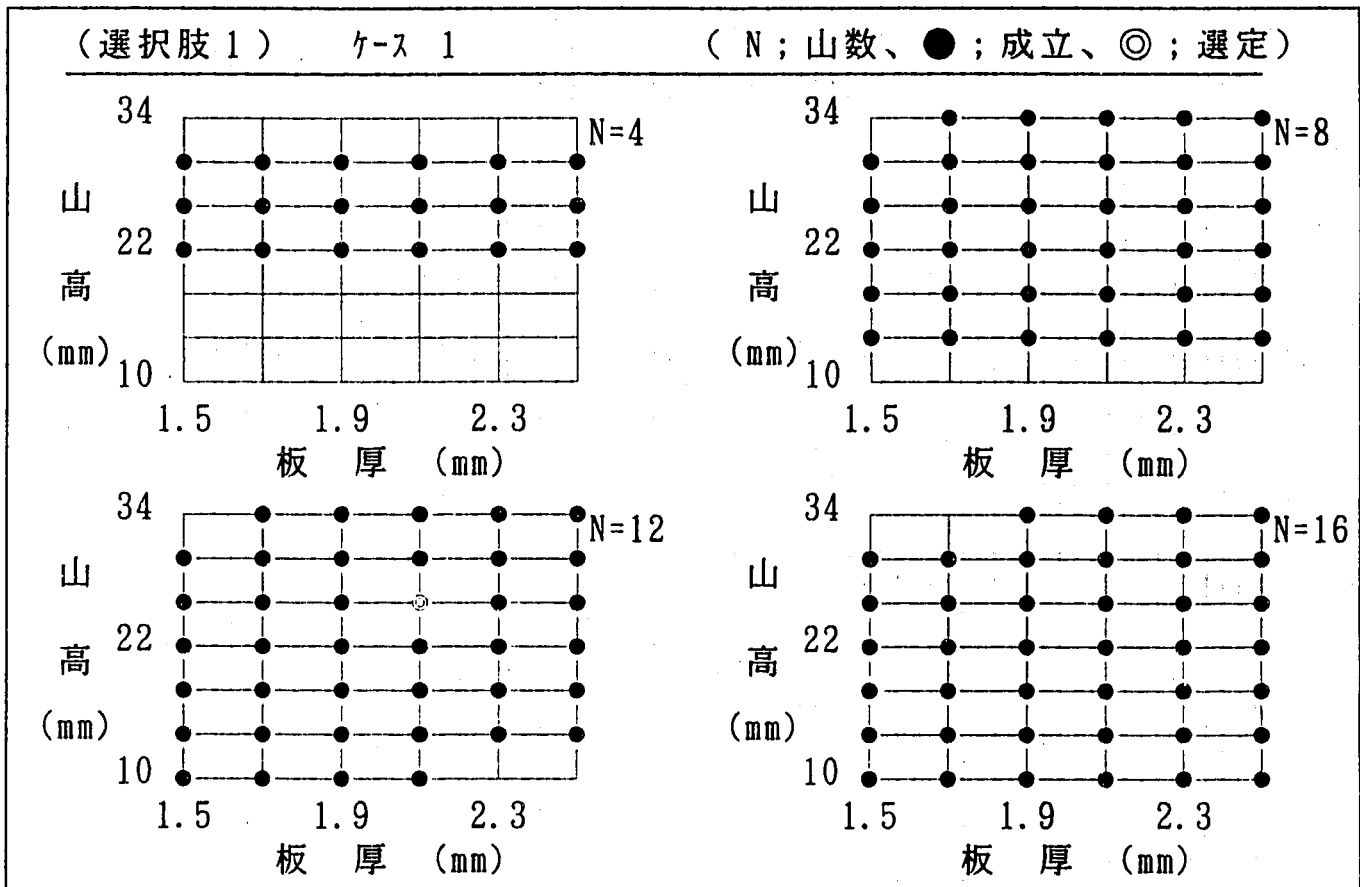 (選択肢1) ケース 1 (N;山数、●;成立、◎;選定)
34
N=4
山
22
高
(mm)
10
1.5 1.9 2.3
板 厚 (mm)
34
N=8
山
22
高
(mm)
10
1.5 1.9 2.3
板 厚 (mm)
34
N=12
山
22
高
(mm)
10
1.5 1.9 2.3
板 厚 (mm)
34
N=16
山
22
高
(mm)
10
1.5 1.9 2.3
板 厚 (mm)